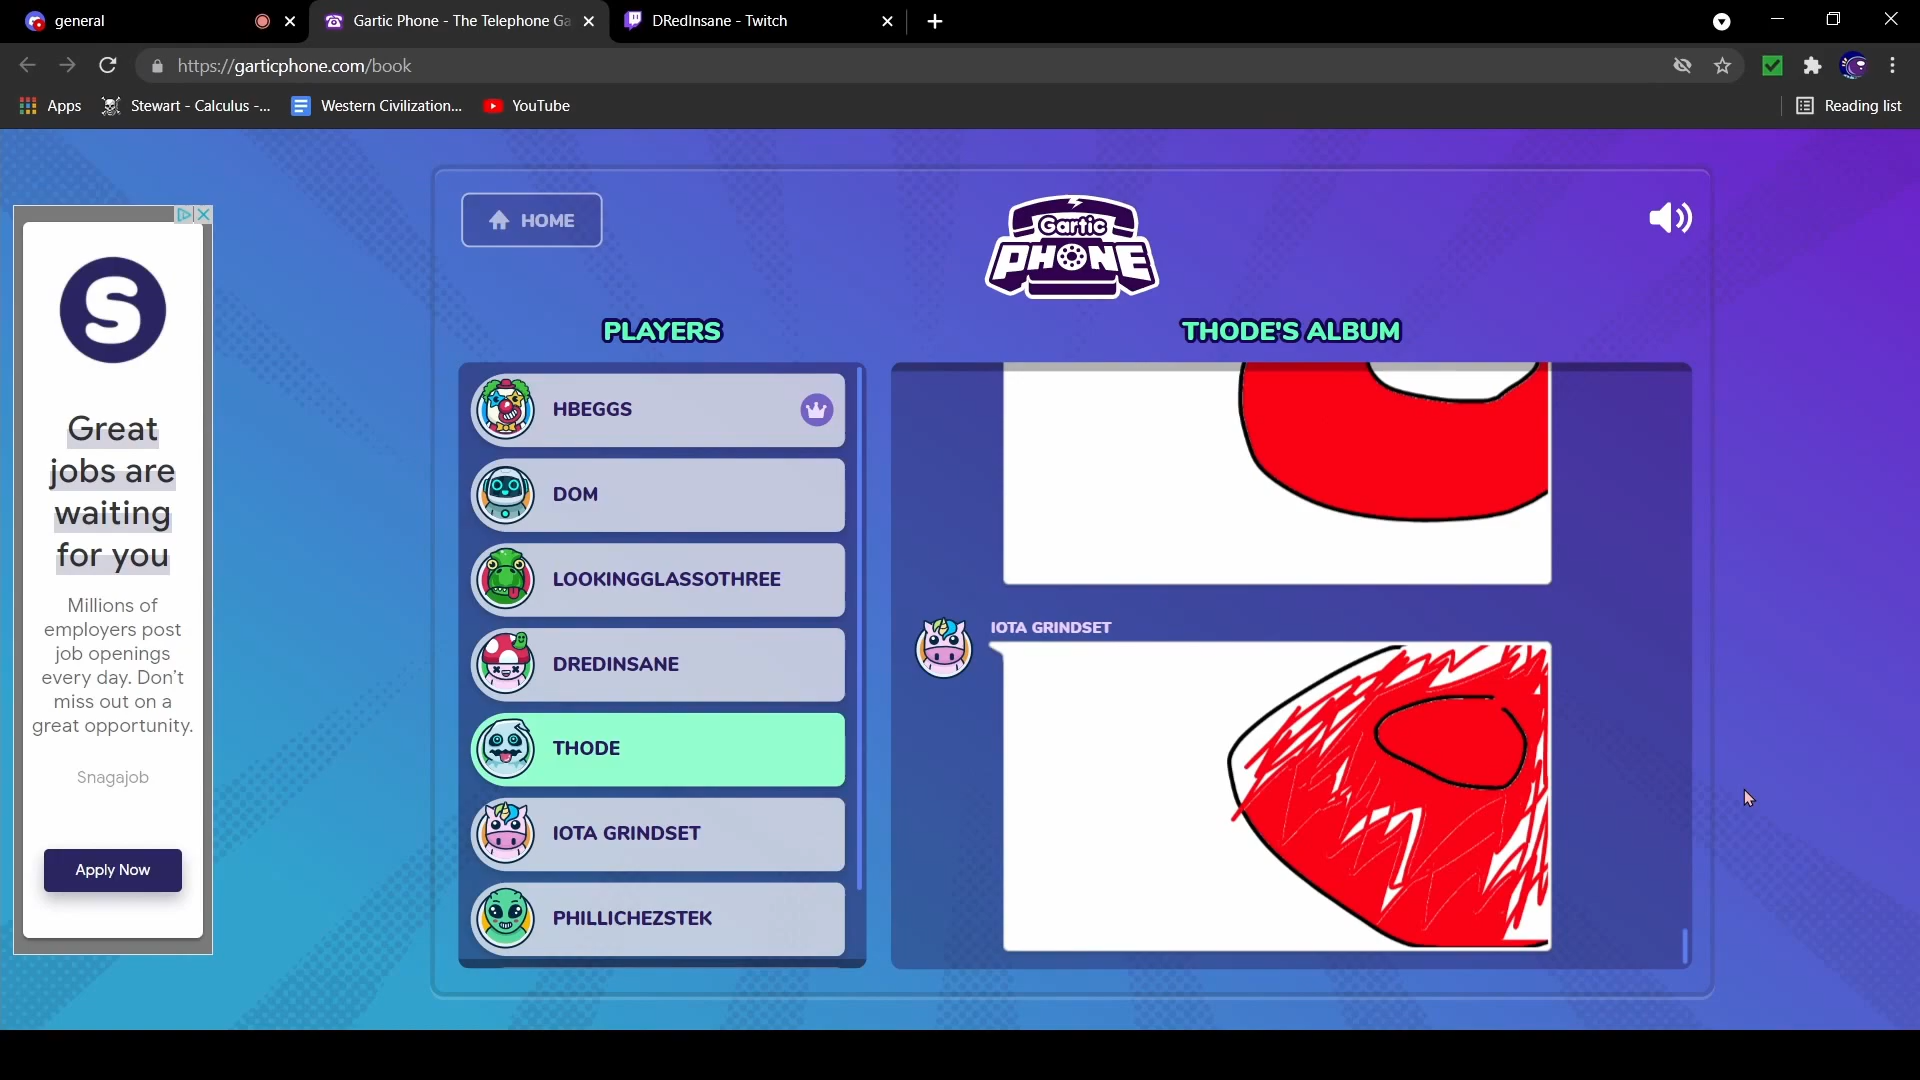 general
Gartic Phone - The Telephone Ga
DRedInsane - Twitch
https://garticphone.com/book
Apps
Stewart - Calculus -...
Western Civilization...
YouTube
Reading list
HOME
Gartic
PHONE
PLAYERS
THODE'S ALBUM
HBEGGS
DOM
LOOKINGGLASSOTHREE
DREDINSANE
THODE
IOTA GRINDSET
PHILLICHEZSTEK
IOTA GRINDSET
S
Great
jobs are
waiting
for you
Millions of
employers post
job openings
every day. Don't
miss out on a
great opportunity.
Snagajob
Apply Now